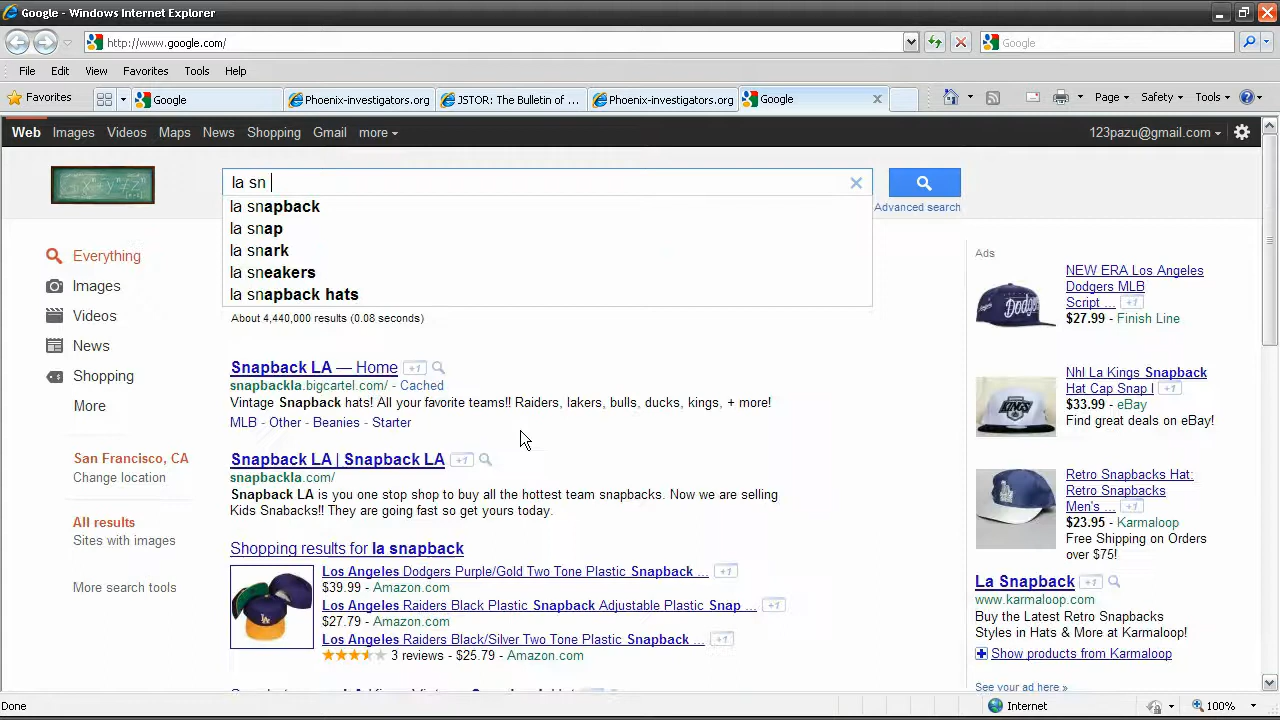 Google - Windows Internet Explorer
http://www.google.com/
Google
File Edit View Favorites Tools Help
Favorites
Google
Phoenix-investigators.org
JSTOR: The Bulletin of ...
Phoenix-investigators.org
Google
Page Safety Tools
Web Images Videos Maps News Shopping Gmail more
123pazu@gmail.com
la sn
Advanced search
la snapback
la snap
la snark
la sneakers
la snapback hats
About 4,440,000 results (0.08 seconds)
Everything
Images
Videos
News
Shopping
More
San Francisco, CA
Change location
All results
Sites with images
More search tools
Snapback LA — Home +1
snapbackla.bigcartel.com/ - Cached
Vintage Snapback hats! All your favorite teams!! Raiders, lakers, bulls, ducks, kings, + more!
MLB - Other - Beanies - Starter
Snapback LA | Snapback LA +1
snapbackla.com/
Snapback LA is you one stop shop to buy all the hottest team snapbacks. Now we are selling
Kids Snabacks!! They are going fast so get yours today.
Shopping results for la snapback
Los Angeles Dodgers Purple/Gold Two Tone Plastic Snapback ... +1
$39.99 - Amazon.com
Los Angeles Raiders Black Plastic Snapback Adjustable Plastic Snap ... +1
$27.79 - Amazon.com
Los Angeles Raiders Black/Silver Two Tone Plastic Snapback ... +1
3 reviews - $25.79 - Amazon.com
Ads
NEW ERA Los Angeles
Dodgers MLB
Script ... +1
$27.99 - Finish Line
Nhl La Kings Snapback
Hat Cap Snap I +1
$33.99 - eBay
Find great deals on eBay!
Retro Snapbacks Hat:
Retro Snapbacks
Men's ... +1
$23.95 - Karmaloop
Free Shipping on Orders
over $75!
La Snapback +1
www.karmaloop.com
Buy the Latest Retro Snapbacks
Styles in Hats & More at Karmaloop!
Show products from Karmaloop
See your ad here »
Done
Internet
100%